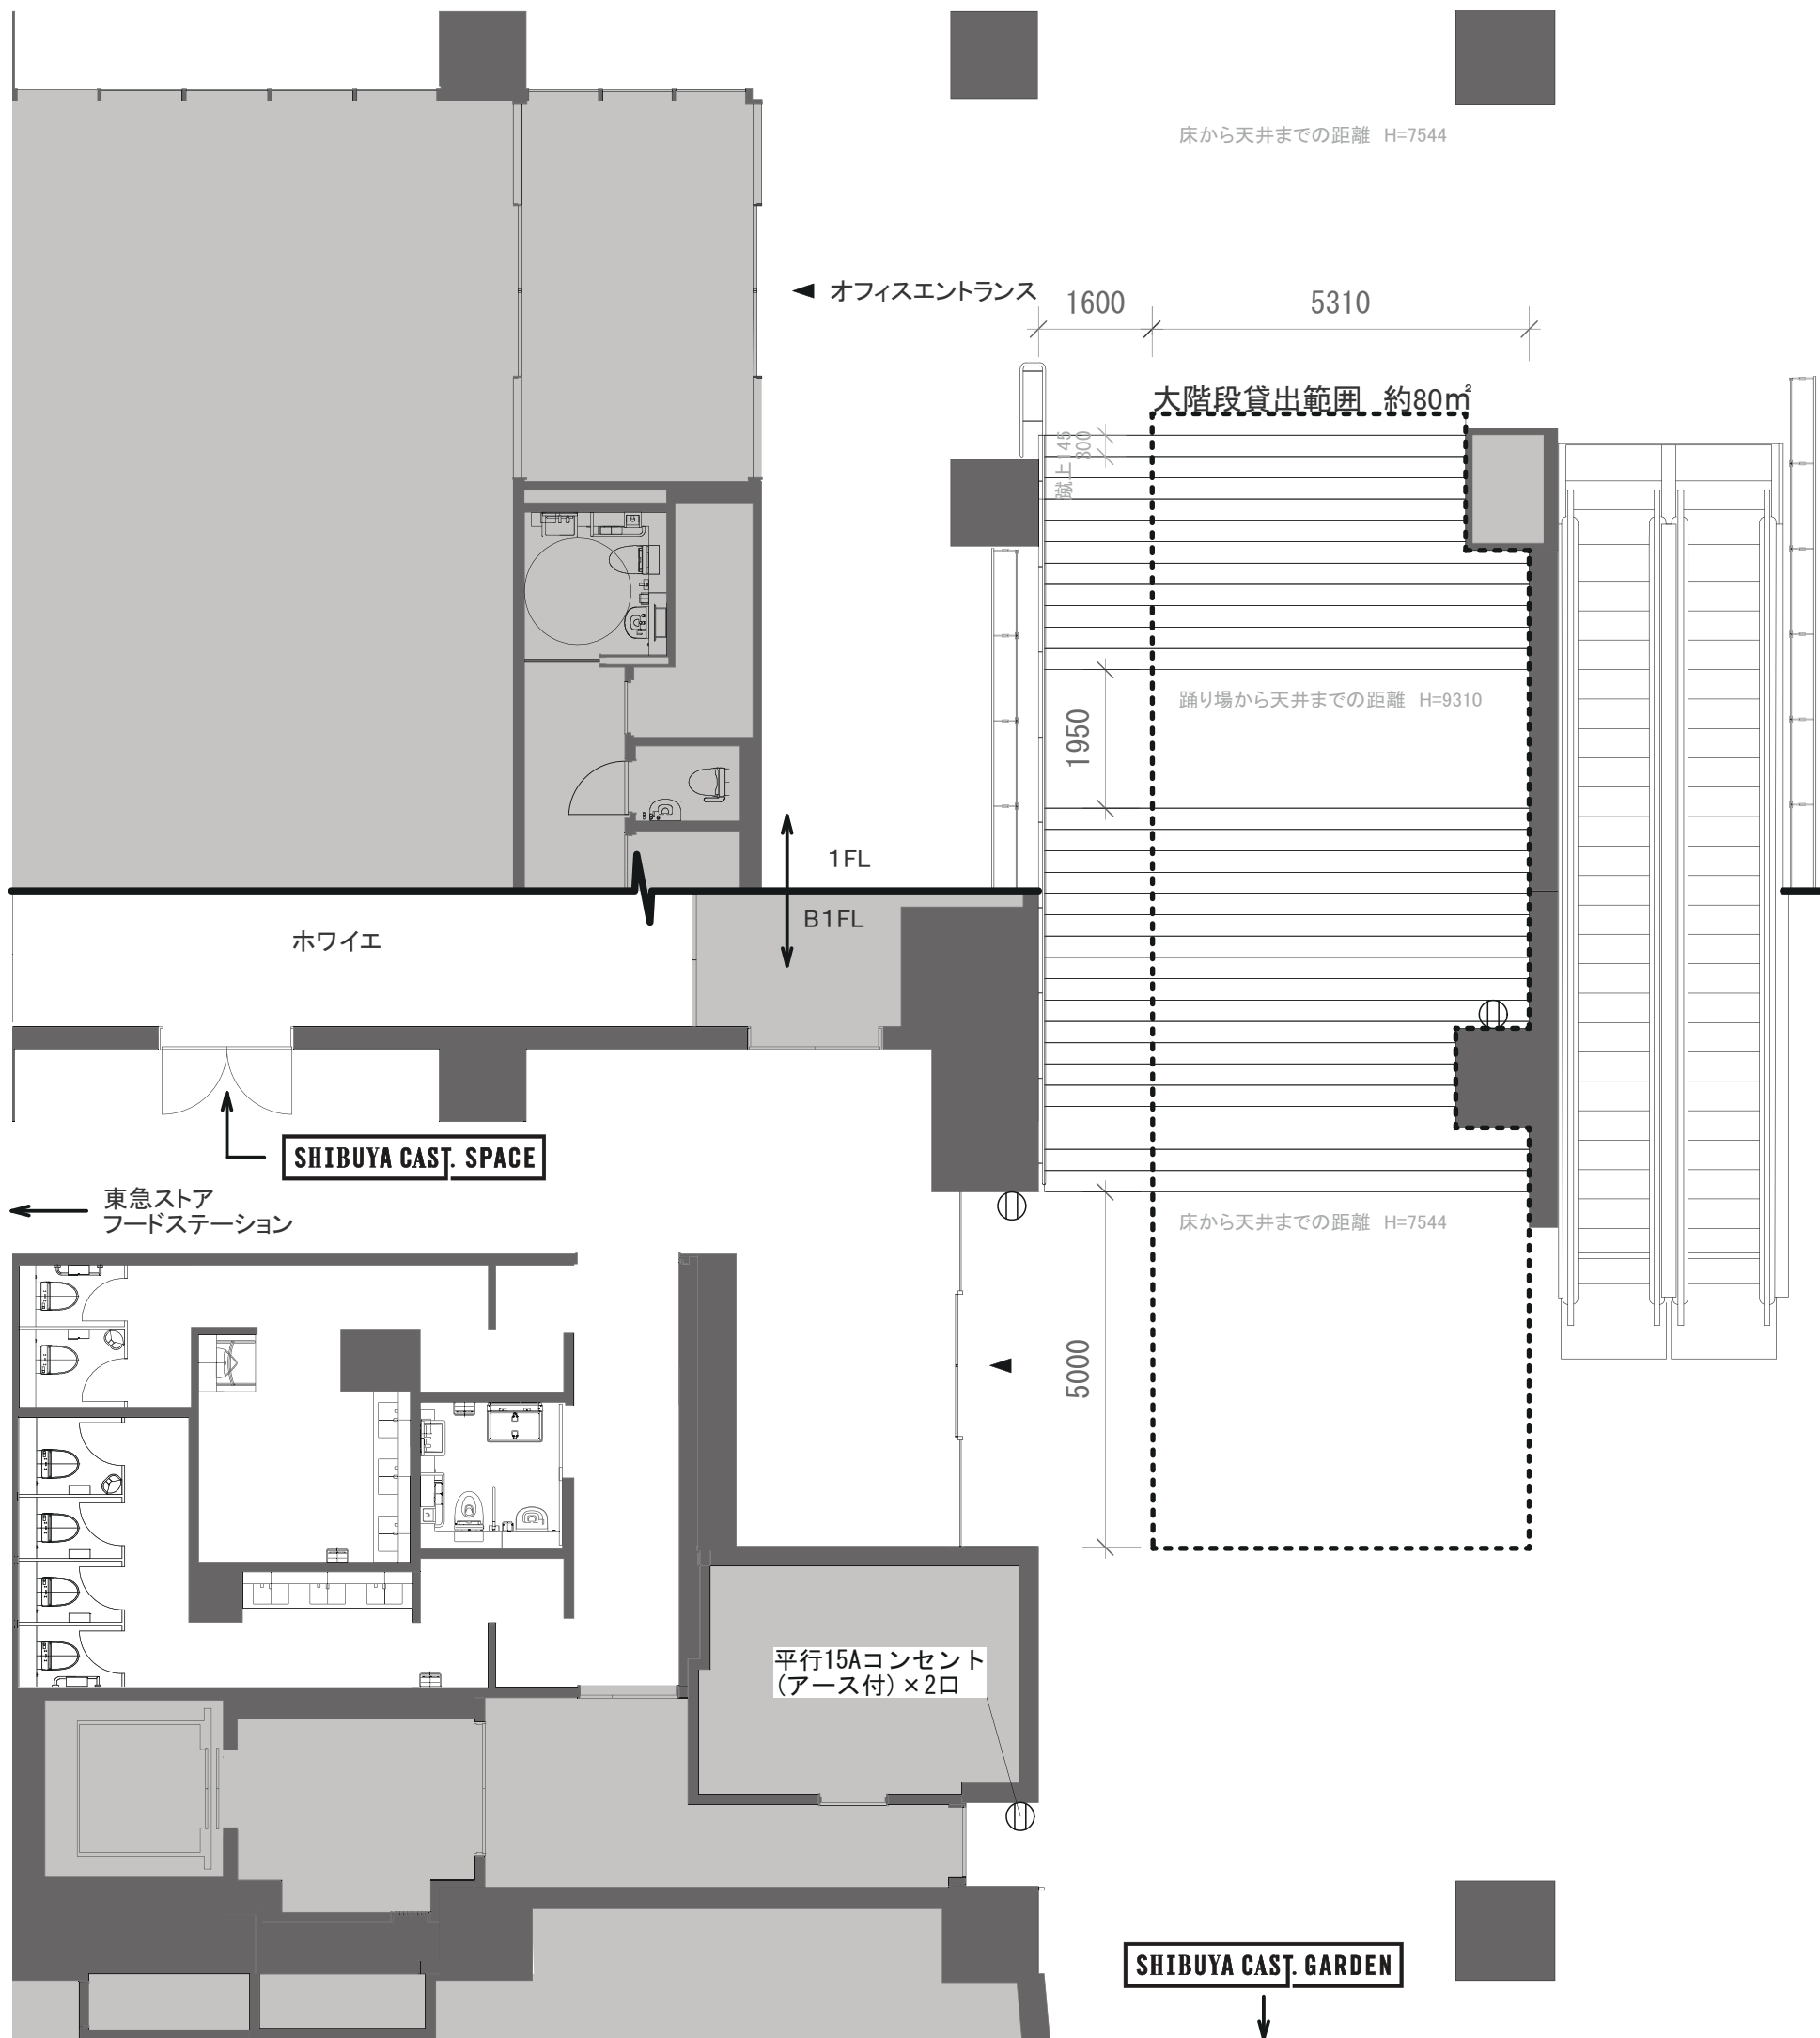 床から天井までの距離 H=7544
オフィスエントランス
1600
5310
大階段貸出範囲 約80㎡
蹴上145
300
踊り場から天井までの距離 H=9310
1950
1FL
B1FL
ホワイエ
SHIBUYA CAST. SPACE
東急ストア
フードステーション
床から天井までの距離 H=7544
5000
平行15Aコンセント
(アース付)×2口
SHIBUYA CAST. GARDEN